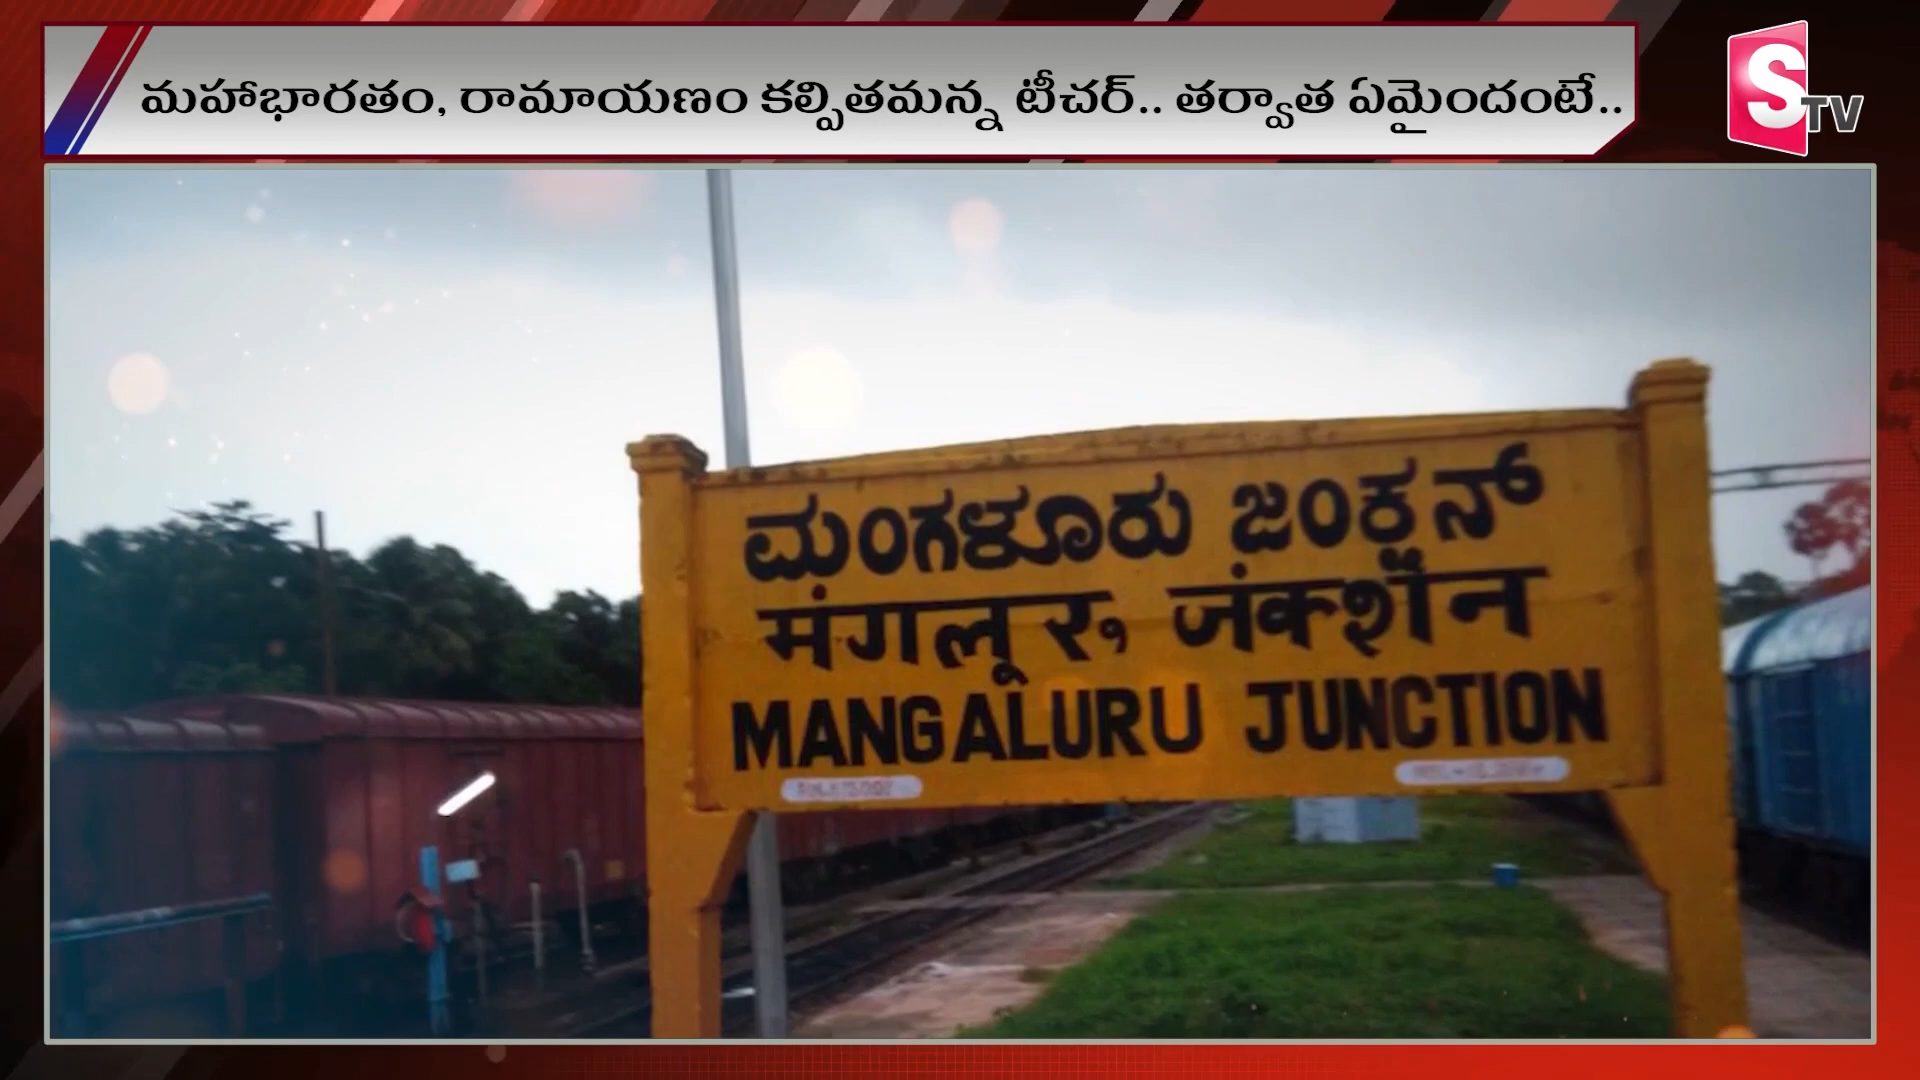 మహాభారతం, రామాయణం కల్పితమన్న టీచర్.. తర్వాత ఏమైందంటే..
S TV
ಮಂಗಳೂರು ಜಂಕ್ಷನ್
मंगलूरु जंक्शन
MANGALURU JUNCTION